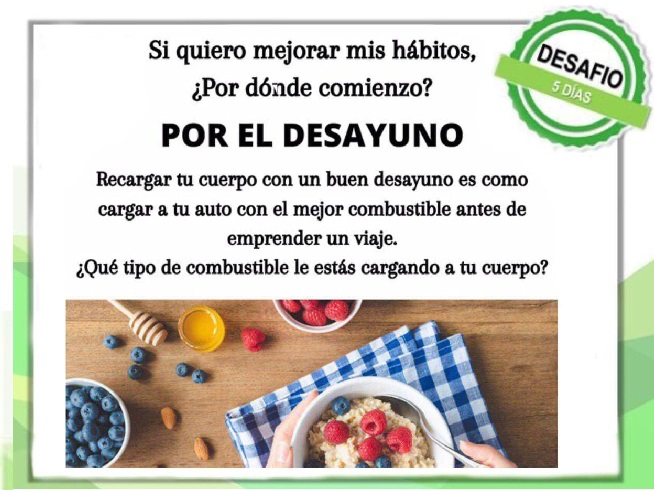 Si quiero mejorar mis hábitos,
¿Por dónde comienzo?
DESAFIO
5 DÍAS
POR EL DESAYUNO
Recargar tu cuerpo con un buen desayuno es como
cargar a tu auto con el mejor combustible antes de
emprender un viaje.
¿Qué tipo de combustible le estás cargando a tu cuerpo?